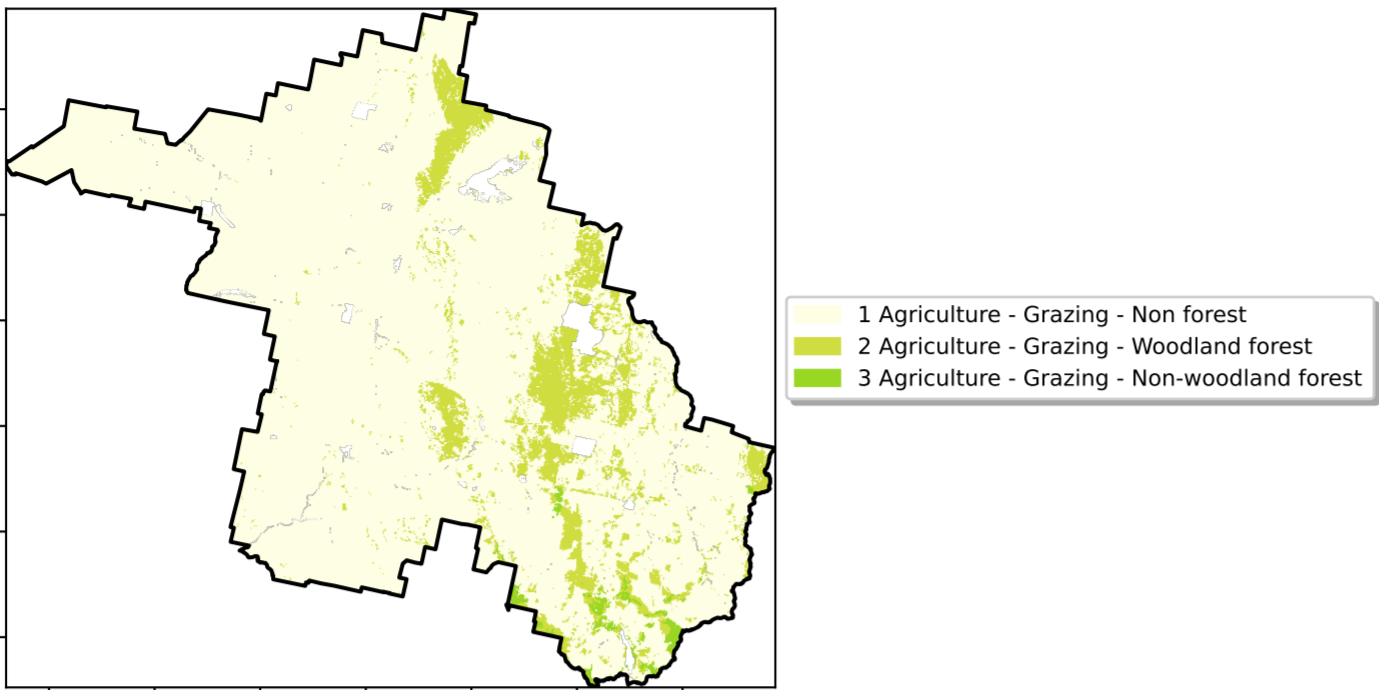 1 Agriculture - Grazing - Non forest
2 Agriculture - Grazing - Woodland forest
3 Agriculture - Grazing - Non-woodland forest